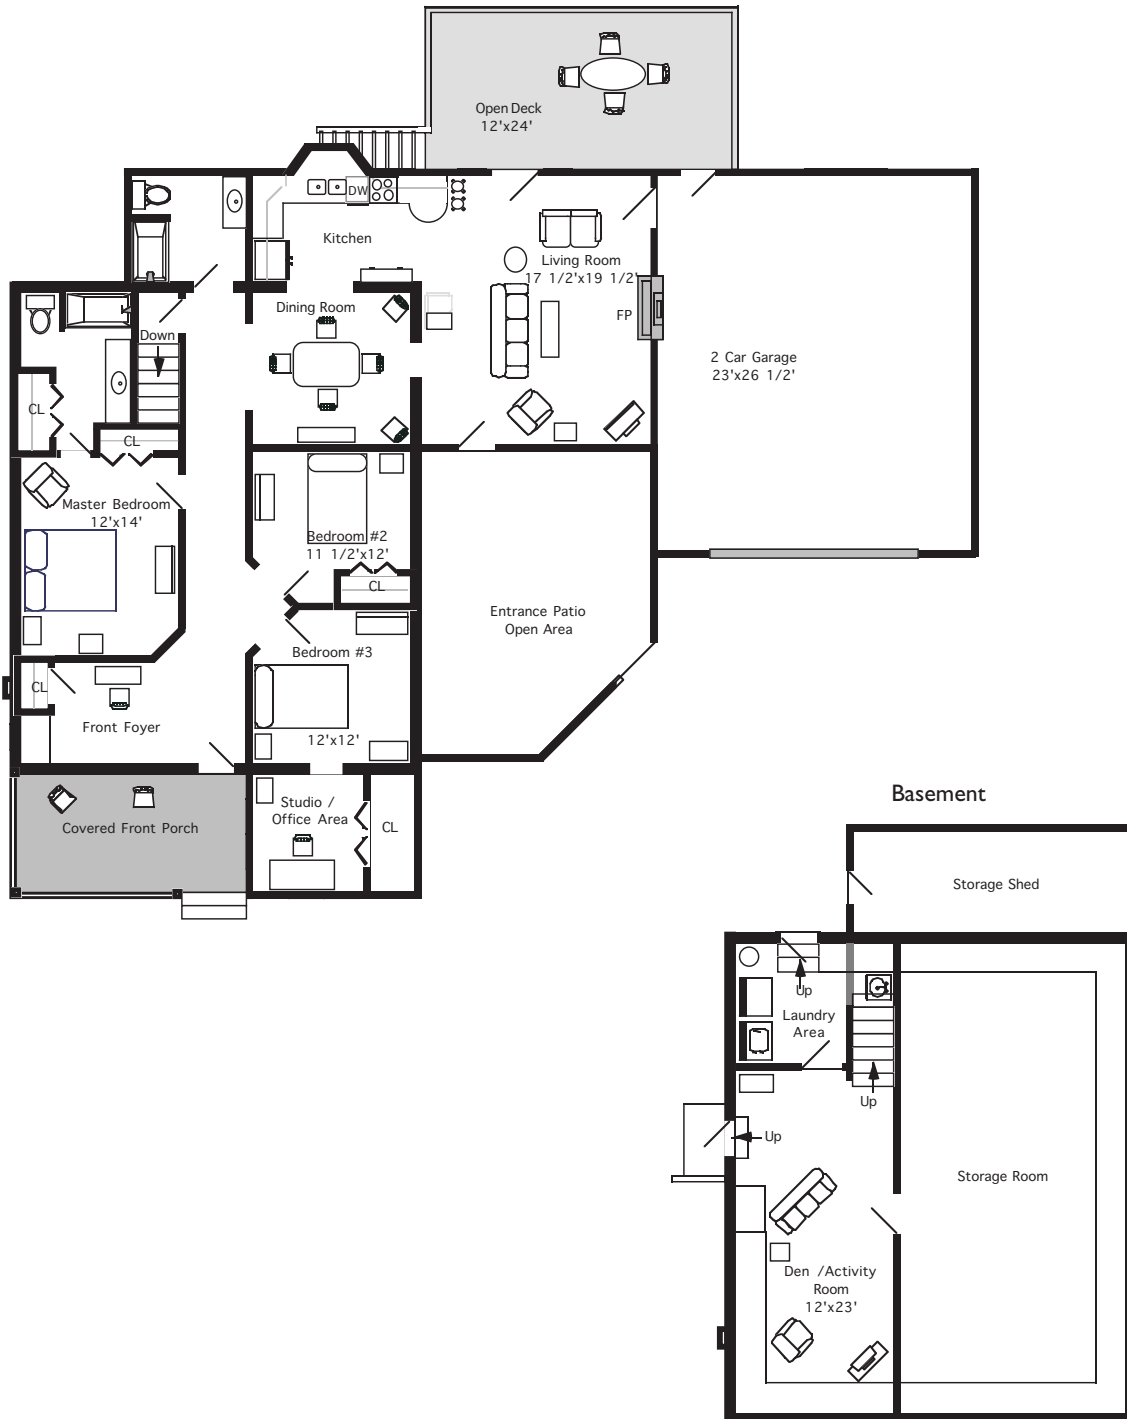 Open Deck
12'x24'
DW
Kitchen
Living Room
17 1/2'x19 1/2'
Dining Room
FP
Down
2 Car Garage
23'x26 1/2'
CL
CL
Master Bedroom
12'x14'
Bedroom #2
11 1/2'x12'
CL
Entrance Patio
Open Area
Bedroom #3
CL
Front Foyer
12'x12'
Studio /
Office Area
CL
Covered Front Porch
Basement
Storage Shed
Up
Laundry
Area
Up
Up
Storage Room
Den /Activity
Room
12'x23'